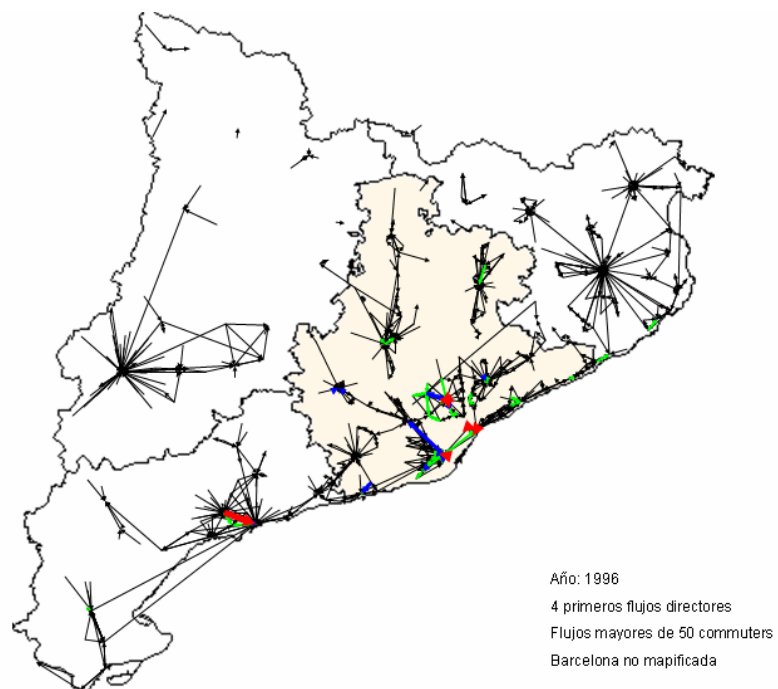 Año: 1996
4 primeros flujos directores
Flujos mayores de 50 commuters
Barcelona no mapificada